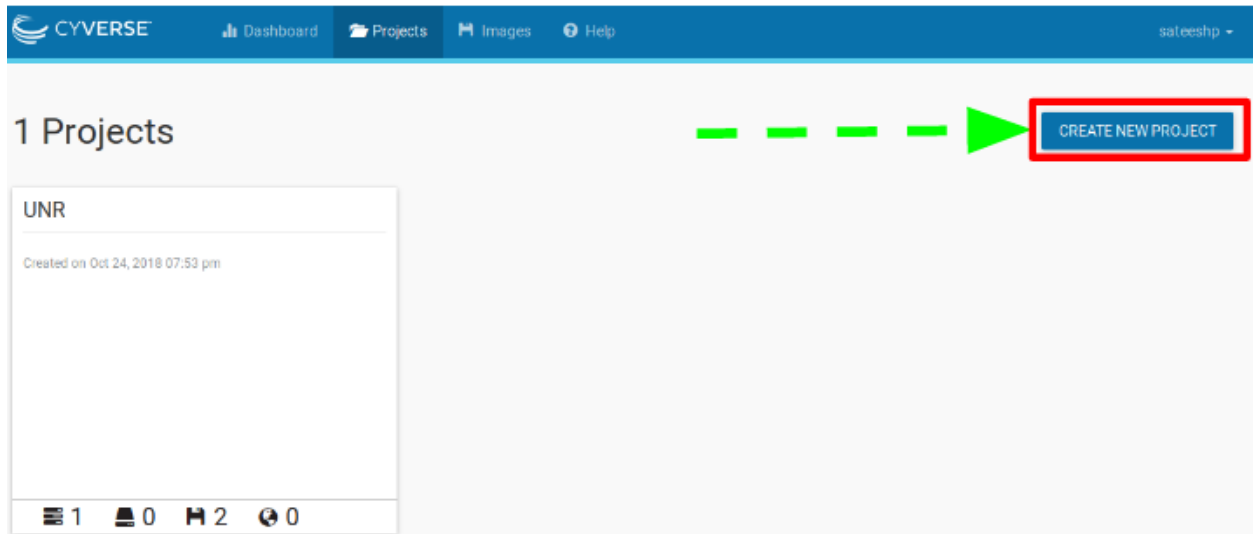 CYVERSE Dashboard Projects Images Help sateeshp
1 Projects
CREATE NEW PROJECT
UNR
Created on Oct 24, 2018 07:53 pm
1 0 2 0